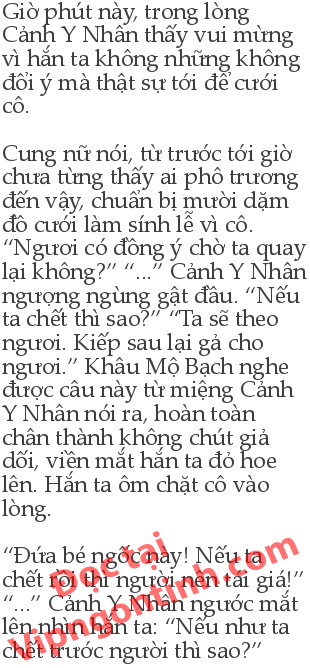 Giờ phút này, trong lòng
Cảnh Y Nhân thấy vui mừng
vì hắn ta không những không
đổi ý mà thật sự tới để cưới
cô.
Cung nữ nói, từ trước tới giờ
chưa từng thấy ai phô trương
đến vậy, chuẩn bị mười dặm
đồ cưới làm sính lễ vì cô.
“Ngươi có đồng ý chờ ta quay
lại không?” “...” Cảnh Y Nhân
ngượng ngùng gật đầu. “Nếu
ta chết thì sao?” “Ta sẽ theo
ngươi. Kiếp sau lại gả cho
ngươi.” Khâu Mộ Bạch nghe
được câu này từ miệng Cảnh
Y Nhân nói ra, hoàn toàn
chân thành không chút giả
dối, viền mắt hắn ta đỏ hoe
lên. Hắn ta ôm chặt cô vào
lòng.
“Đứa bé ngốc này! Nếu ta
chết rồi thì ngươi nên tái giá!”
“...” Cảnh Y Nhân ngước mắt
lên nhìn hắn ta: “Nếu như ta
chết trước người thì sao?”
Đọc tại
Vipngontinh.com